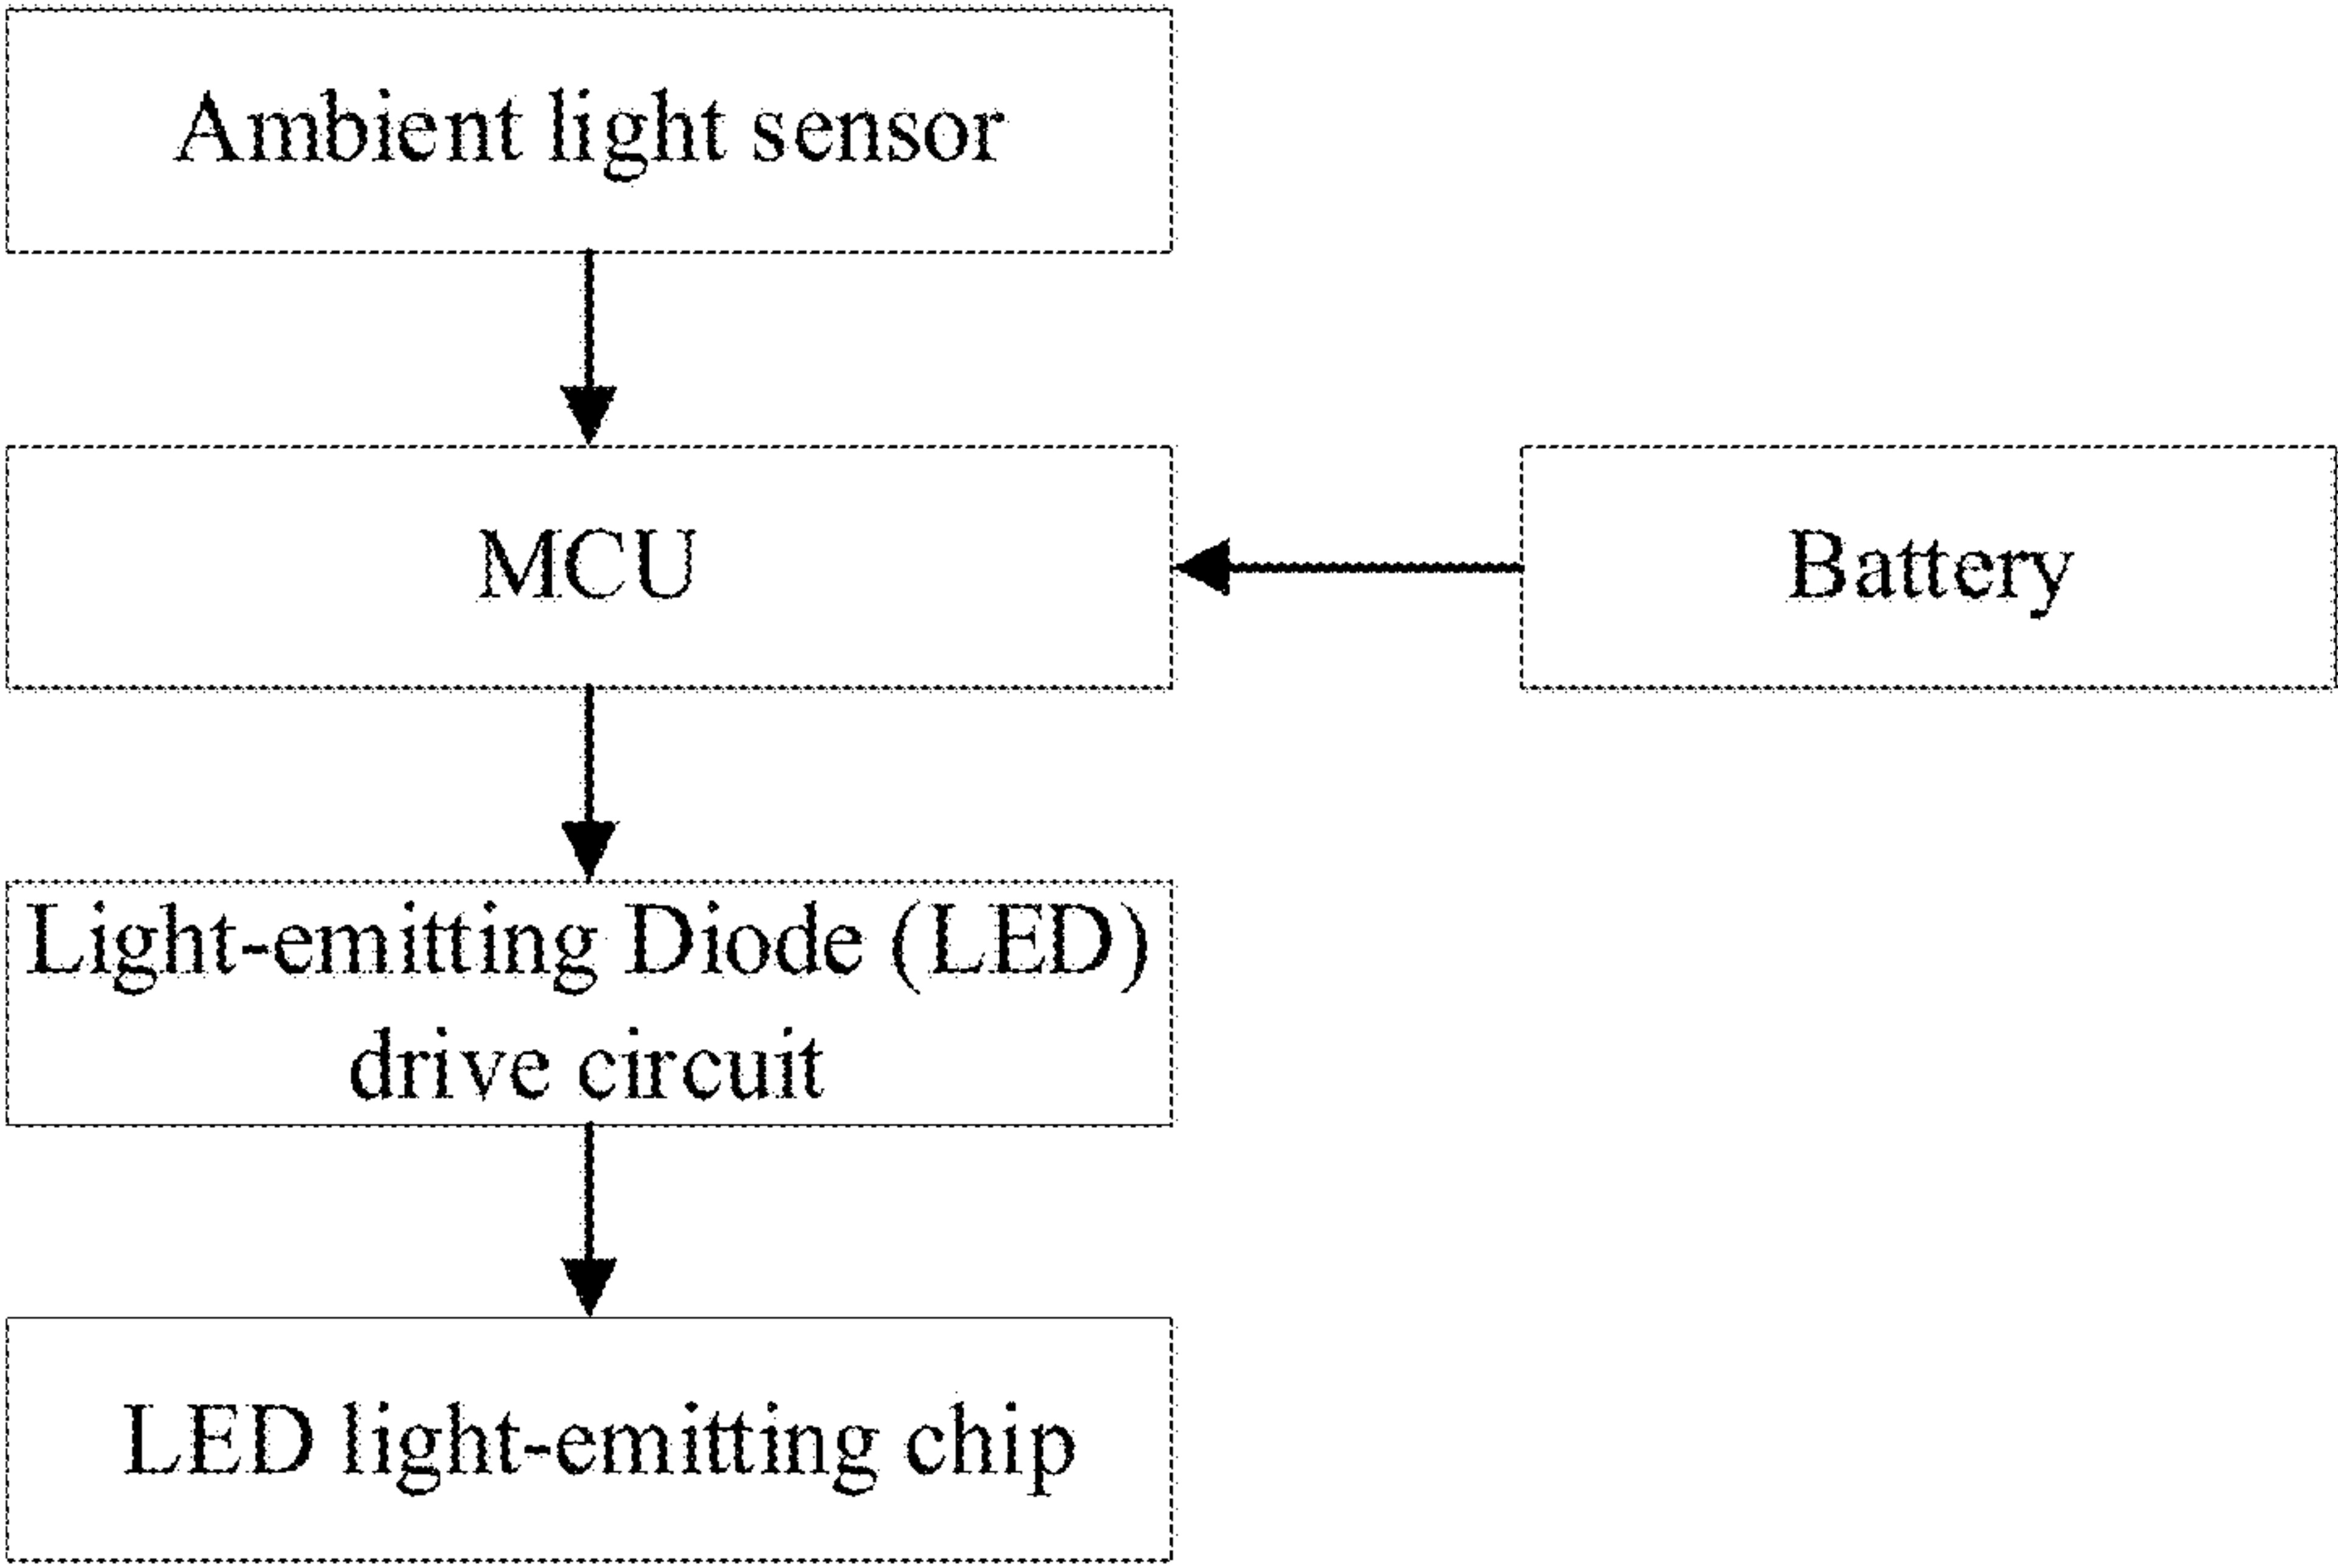 Ambient light sensor
MCU
Battery
Light-emitting Diode (LED)
drive circuit
LED light-emitting chip